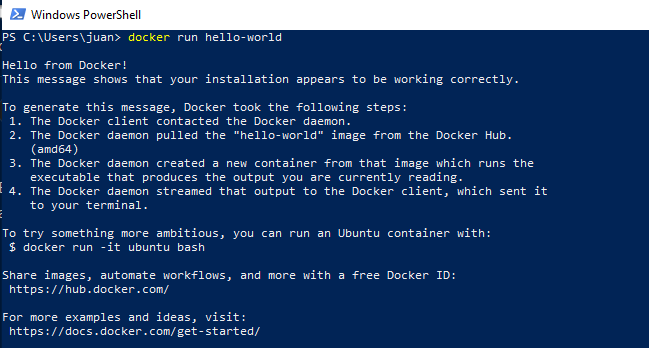 Windows PowerShell
PS C:\Users\juan> docker run hello-world
Hello from Docker!
This message shows that your installation appears to be working correctly.
To generate this message, Docker took the following steps:
1. The Docker client contacted the Docker daemon.
2. The Docker daemon pulled the "hello-world" image from the Docker Hub.
(amd64)
3. The Docker daemon created a new container from that image which runs the
executable that produces the output you are currently reading.
4. The Docker daemon streamed that output to the Docker client, which sent it
to your terminal.
To try something more ambitious, you can run an Ubuntu container with:
$ docker run -it ubuntu bash
Share images, automate workflows, and more with a free Docker ID:
https://hub.docker.com/
For more examples and ideas, visit:
https://docs.docker.com/get-started/